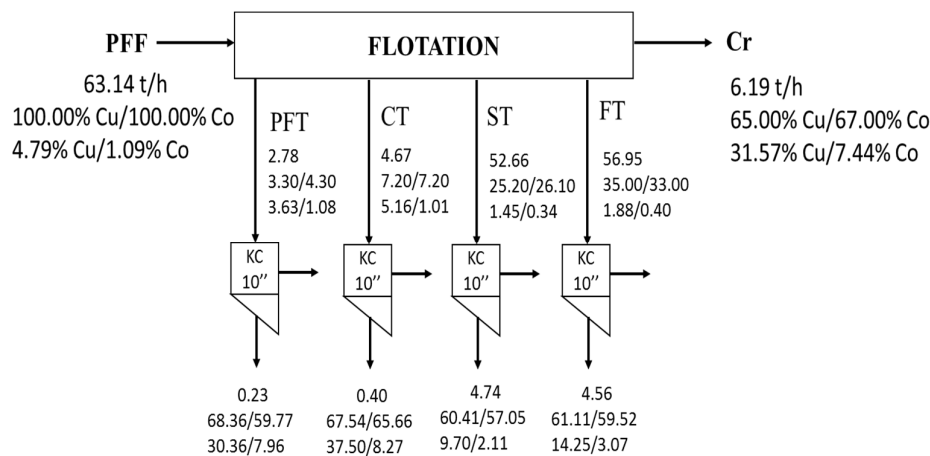 PFF
FLOTATION
Cr
63.14 t/h
100.00% Cu/100.00% Co
4.79% Cu/1.09% Co
6.19 t/h
65.00% Cu/67.00% Co
31.57% Cu/7.44% Co
PFT
2.78
3.30/4.30
3.63/1.08
CT
4.67
7.20/7.20
5.16/1.01
ST
52.66
25.20/26.10
1.45/0.34
FT
56.95
35.00/33.00
1.88/0.40
KC
10’’
KC
10’’
KC
10’’
KC
10’’
0.23
68.36/59.77
30.36/7.96
0.40
67.54/65.66
37.50/8.27
4.74
60.41/57.05
9.70/2.11
4.56
61.11/59.52
14.25/3.07